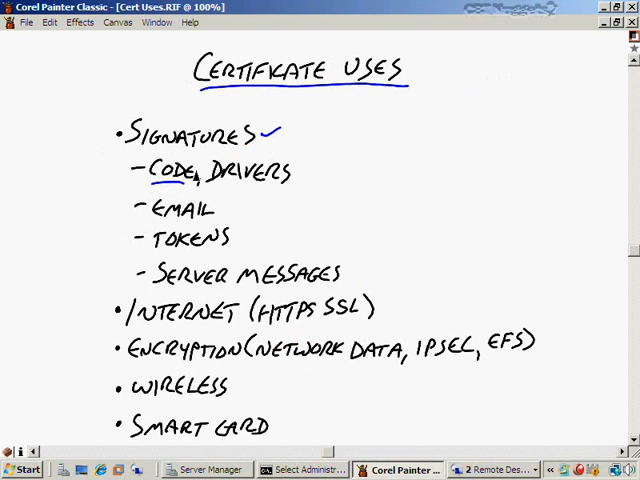 Corel Painter Classic - [Cert Uses.RIF @ 100%]
File Edit Effects Canvas Window Help
CERTIFICATE USES
• SIGNATURES ✓
- CODE, DRIVERS
- EMAIL
- TOKENS
- SERVER MESSAGES
• INTERNET (HTTPS SSL)
• ENCRYPTION (NETWORK DATA, IPSEC, EFS)
• WIRELESS
• SMART CARD
Start Server Manager Select Administr... Corel Painter ... 2 Remote Des...